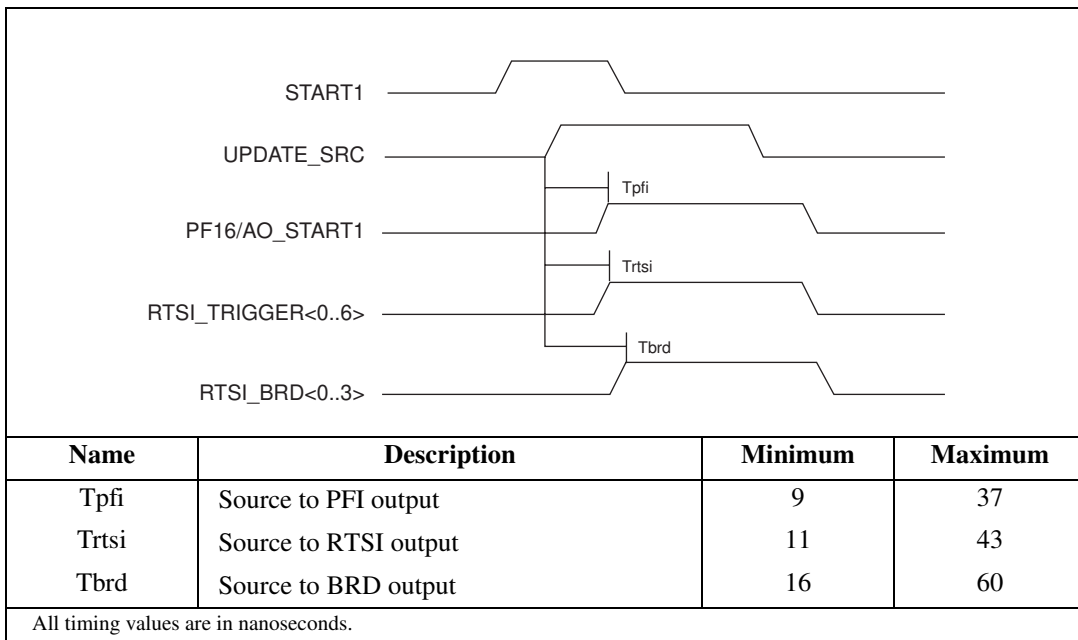 START1
UPDATE_SRC
Tpfi
PF16/AO_START1
Trtsi
RTSI_TRIGGER<0..6>
Tbrd
RTSI_BRD<0..3>
Name Description Minimum Maximum
Tpfi Source to PFI output 9 37
Trtsi Source to RTSI output 11 43
Tbrd Source to BRD output 16 60
All timing values are in nanoseconds.